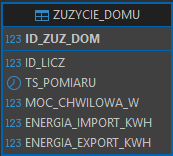 ZUZYCIE_DOMU
123 ID_ZUZ_DOM
123 ID_LICZ
TS_POMIARU
123 MOC_CHWILOWA_W
123 ENERGIA_IMPORT_KWH
123 ENERGIA_EXPORT_KWH